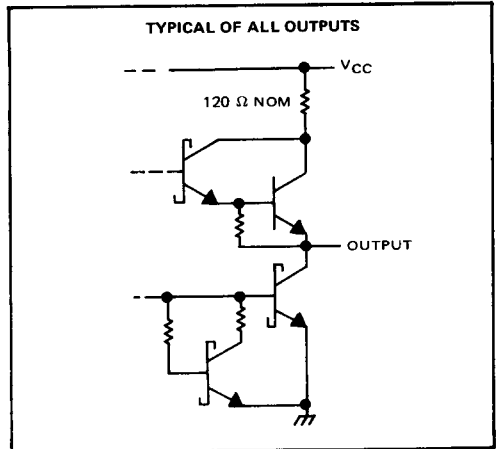 TYPICAL OF ALL OUTPUTS
VCC
120 Ω NOM
OUTPUT